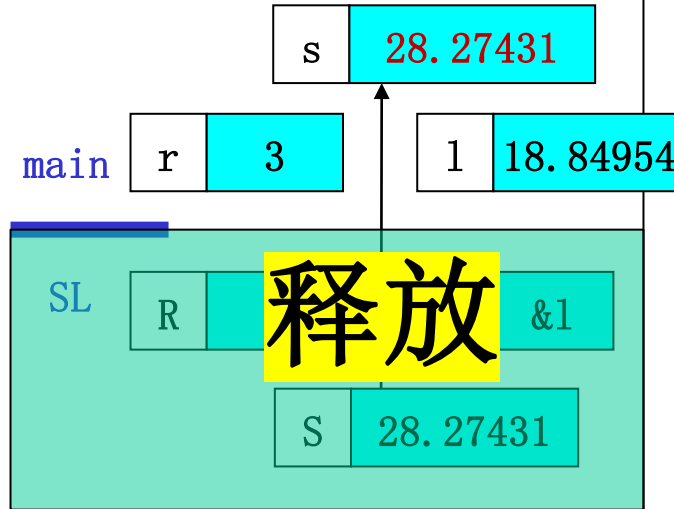 s 28.27431
main r 3 l 18.84954
SL R &l
释放
S 28.27431